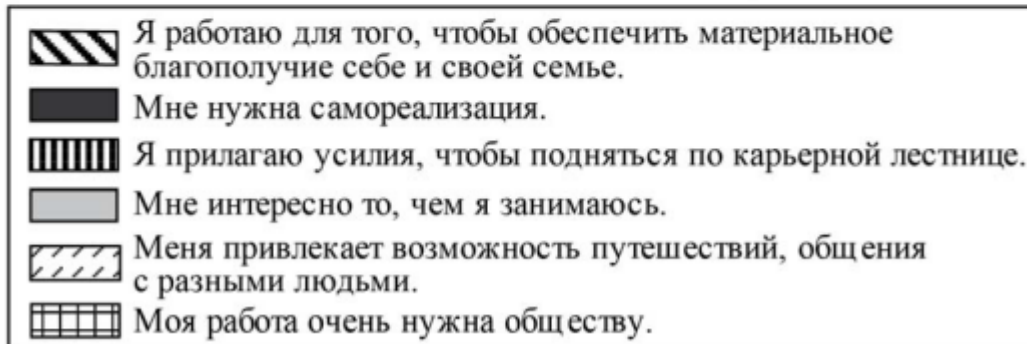 Я работаю для того, чтобы обеспечить материальное
благополучие себе и своей семье.
Мне нужна самореализация.
Я прилагаю усилия, чтобы подняться по карьерной лестнице.
Мне интересно то, чем я занимаюсь.
Меня привлекает возможность путешествий, общения
с разными людьми.
Моя работа очень нужна обществу.